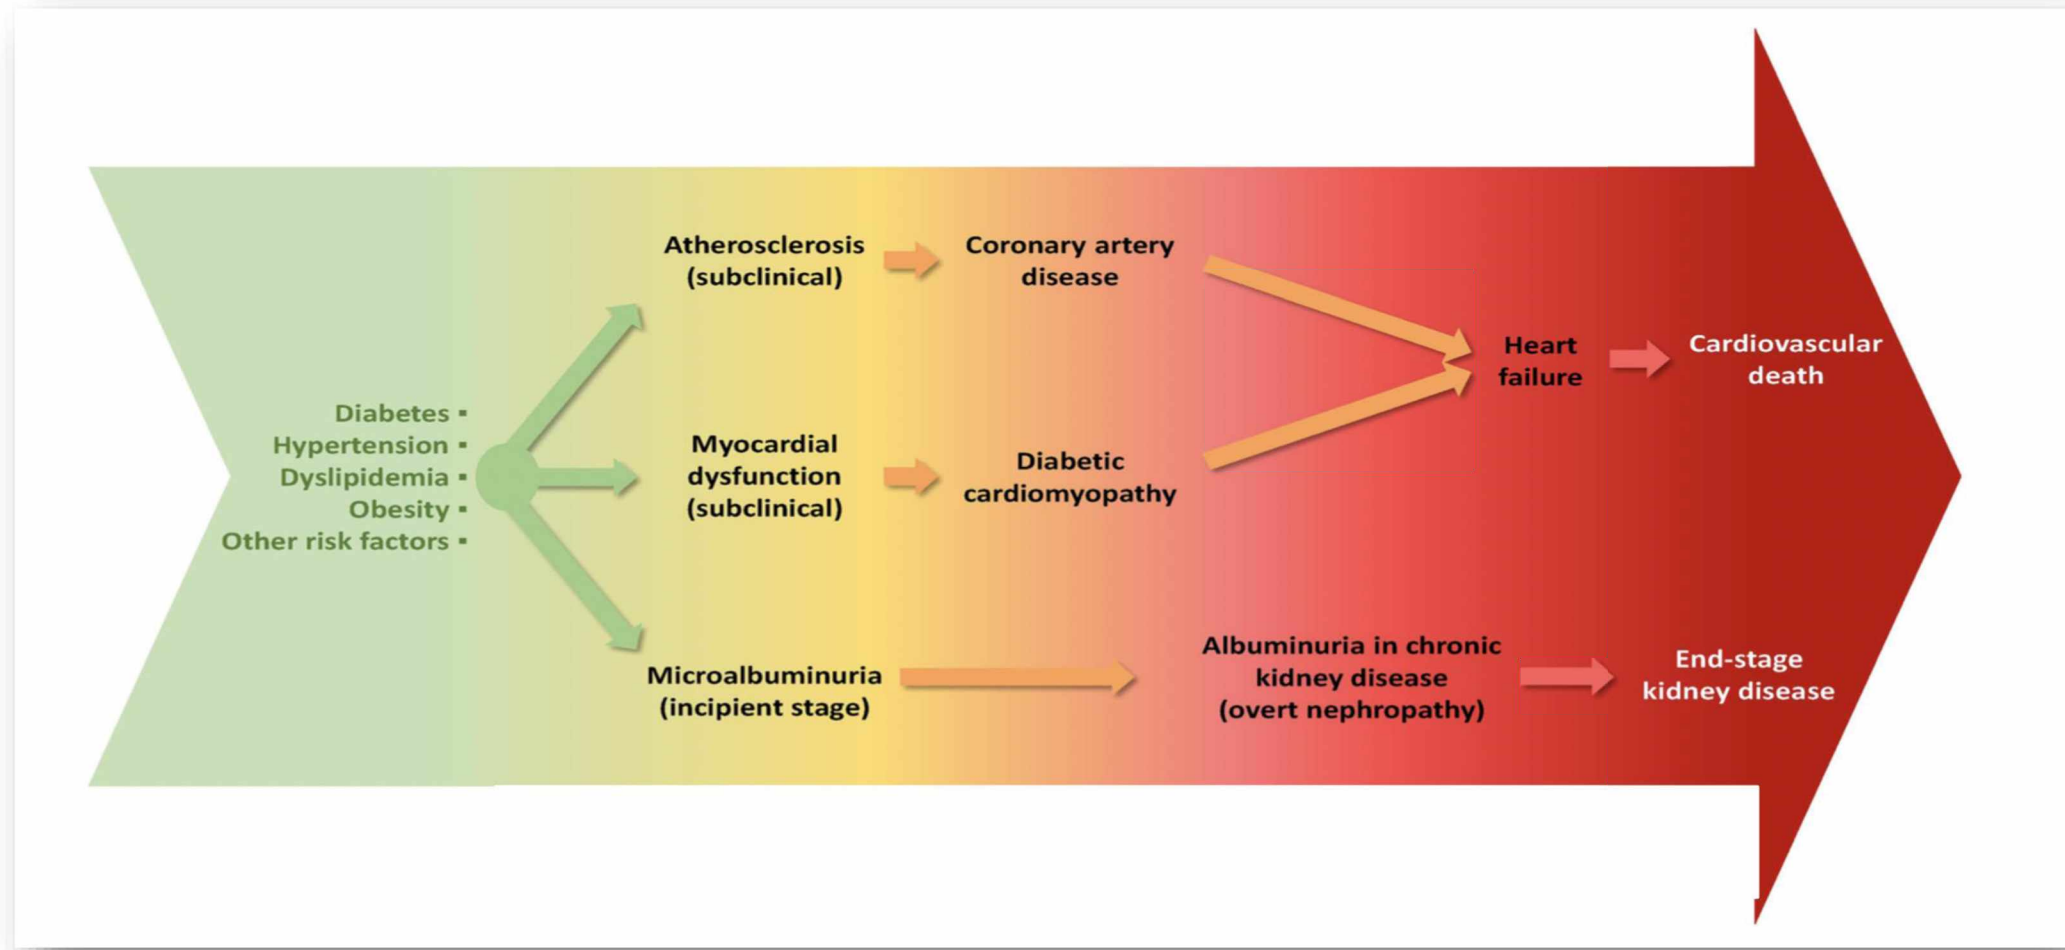 Diabetes ▪
Hypertension ▪
Dyslipidemia ▪
Obesity ▪
Other risk factors ▪
Atherosclerosis
(subclinical)
Coronary artery
disease
Myocardial
dysfunction
(subclinical)
Diabetic
cardiomyopathy
Heart
failure
Cardiovascular
death
Microalbuminuria
(incipient stage)
Albuminuria in chronic
kidney disease
(overt nephropathy)
End-stage
kidney disease